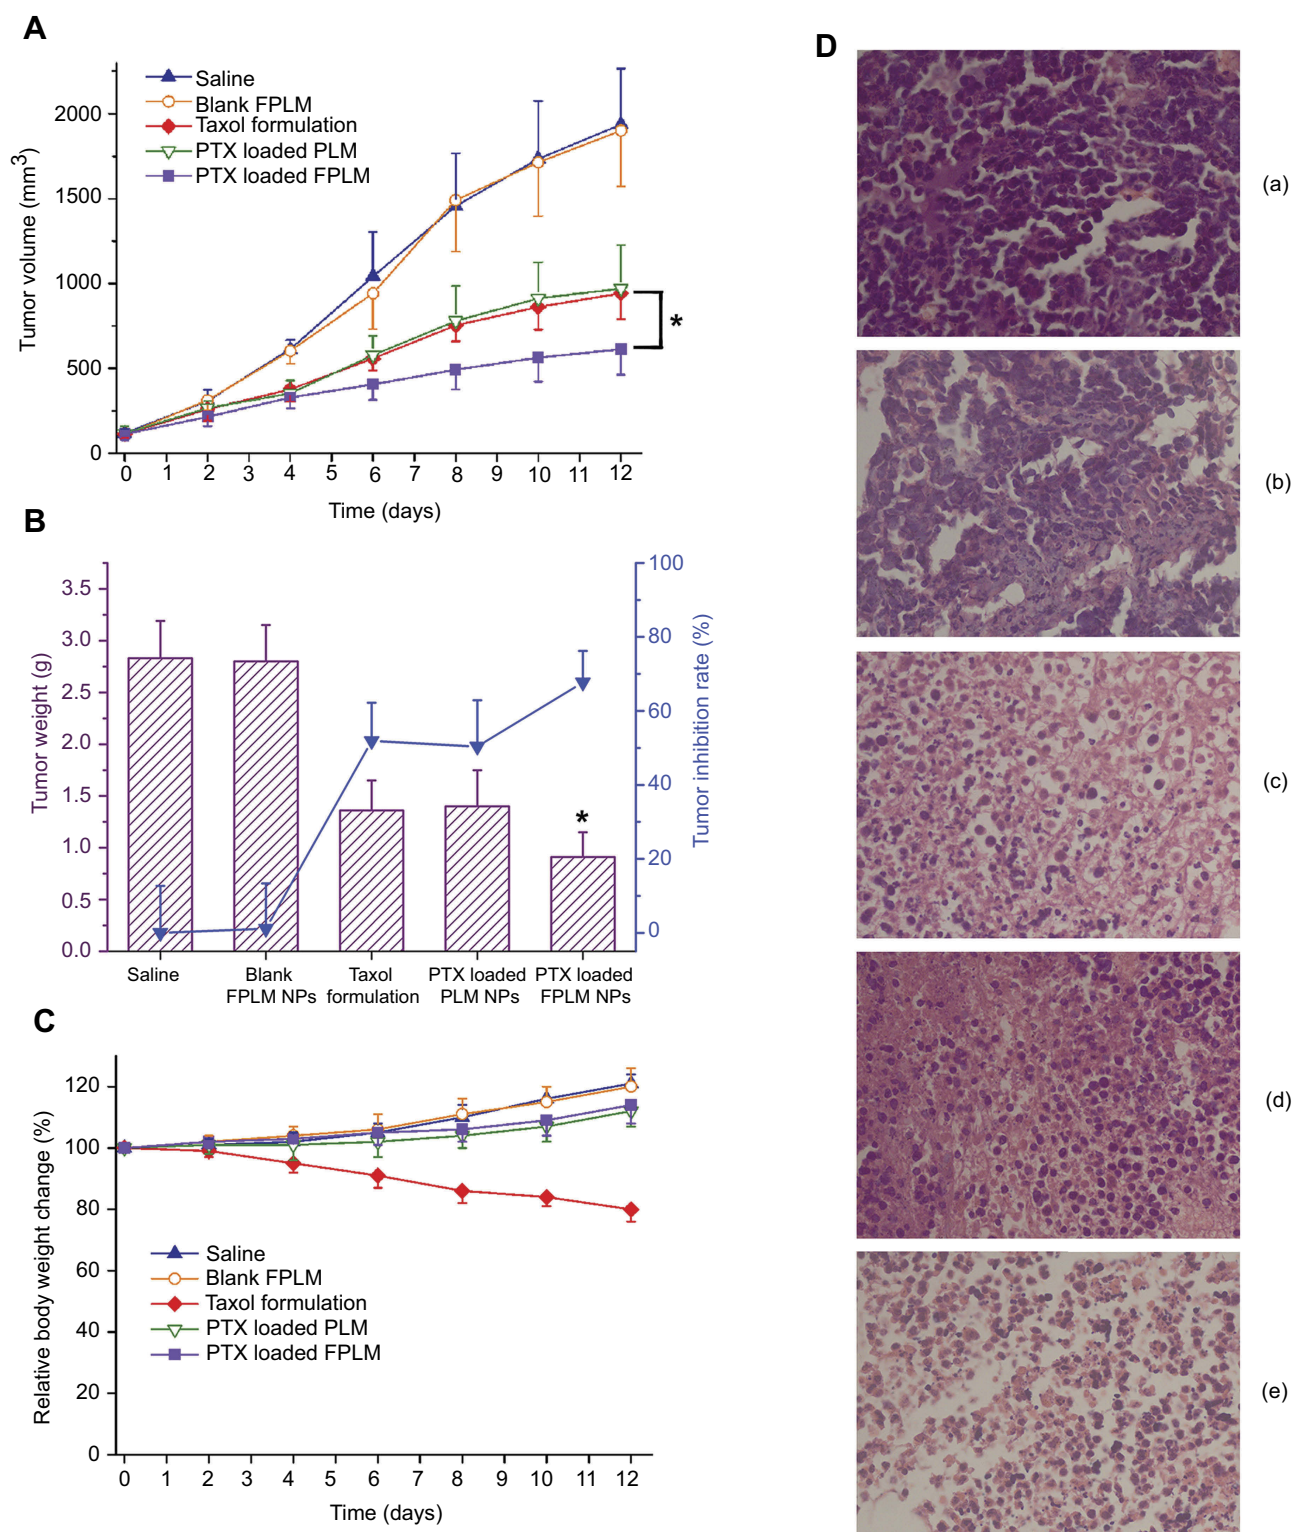 A
Saline
Blank FPLM
Taxol formulation
PTX loaded PLM
PTX loaded FPLM
Tumor volume (mm3)
2000
1500
1000
500
0
*
0 1 2 3 4 5 6 7 8 9 10 11 12
Time (days)
B
Tumor weight (g)
3.5
3.0
2.5
2.0
1.5
1.0
0.5
0.0
*
100
80
60
40
20
0
Tumor inhibition rate (%)
Saline
Blank
FPLM NPs
Taxol
formulation
PTX loaded
PLM NPs
PTX loaded
FPLM NPs
C
Relative body weight change (%)
120
100
80
60
40
20
0
Saline
Blank FPLM
Taxol formulation
PTX loaded PLM
PTX loaded FPLM
0 1 2 3 4 5 6 7 8 9 10 11 12
Time (days)
D
(a)
(b)
(c)
(d)
(e)